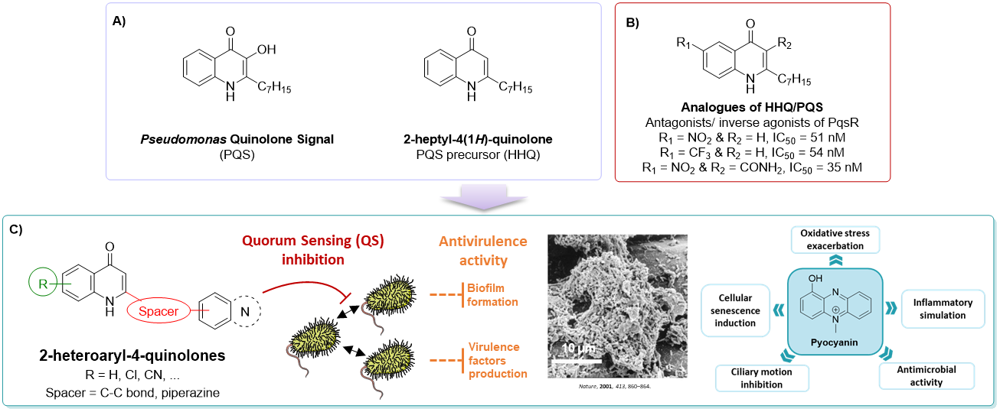 A)
O
OH
N
H
C7H15
Pseudomonas Quinolone Signal
(PQS)
O
N
H
C7H15
2-heptyl-4(1H)-quinolone
PQS precursor (HHQ)
B)
O
R1
R2
N
H
C7H15
Analogues of HHQ/PQS
Antagonists/ inverse agonists of PqsR
R1 = NO2 & R2 = H, IC50 = 51 nM
R1 = CF3 & R2 = H, IC50 = 54 nM
R1 = NO2 & R2 = CONH2, IC50 = 35 nM
C)
O
R
N
H
Spacer
N
2-heteroaryl-4-quinolones
R = H, Cl, CN, ...
Spacer = C-C bond, piperazine
Quorum Sensing (QS)
inhibition
Antivirulence
activity
Biofilm
formation
Virulence
factors
production
10 µm
Nature, 2001, 413, 860–864.
Oxidative stress
exacerbation
Cellular
senescence
induction
OH
N
N
+
Pyocyanin
Inflammatory
simulation
Ciliary motion
inhibition
Antimicrobial
activity